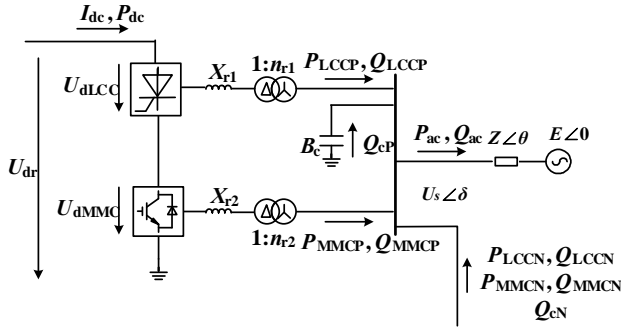 I_dc, P_dc
U_dLCC
X_r1
1:n_r1
P_LCCP, Q_LCCP
B_c
Q_cP
P_ac, Q_ac
Z∠θ
E∠0
U_dr
U_s∠δ
U_dMMC
X_r2
1:n_r2
P_MMCP, Q_MMCP
P_LCCN, Q_LCCN
P_MMCN, Q_MMCN
Q_cN